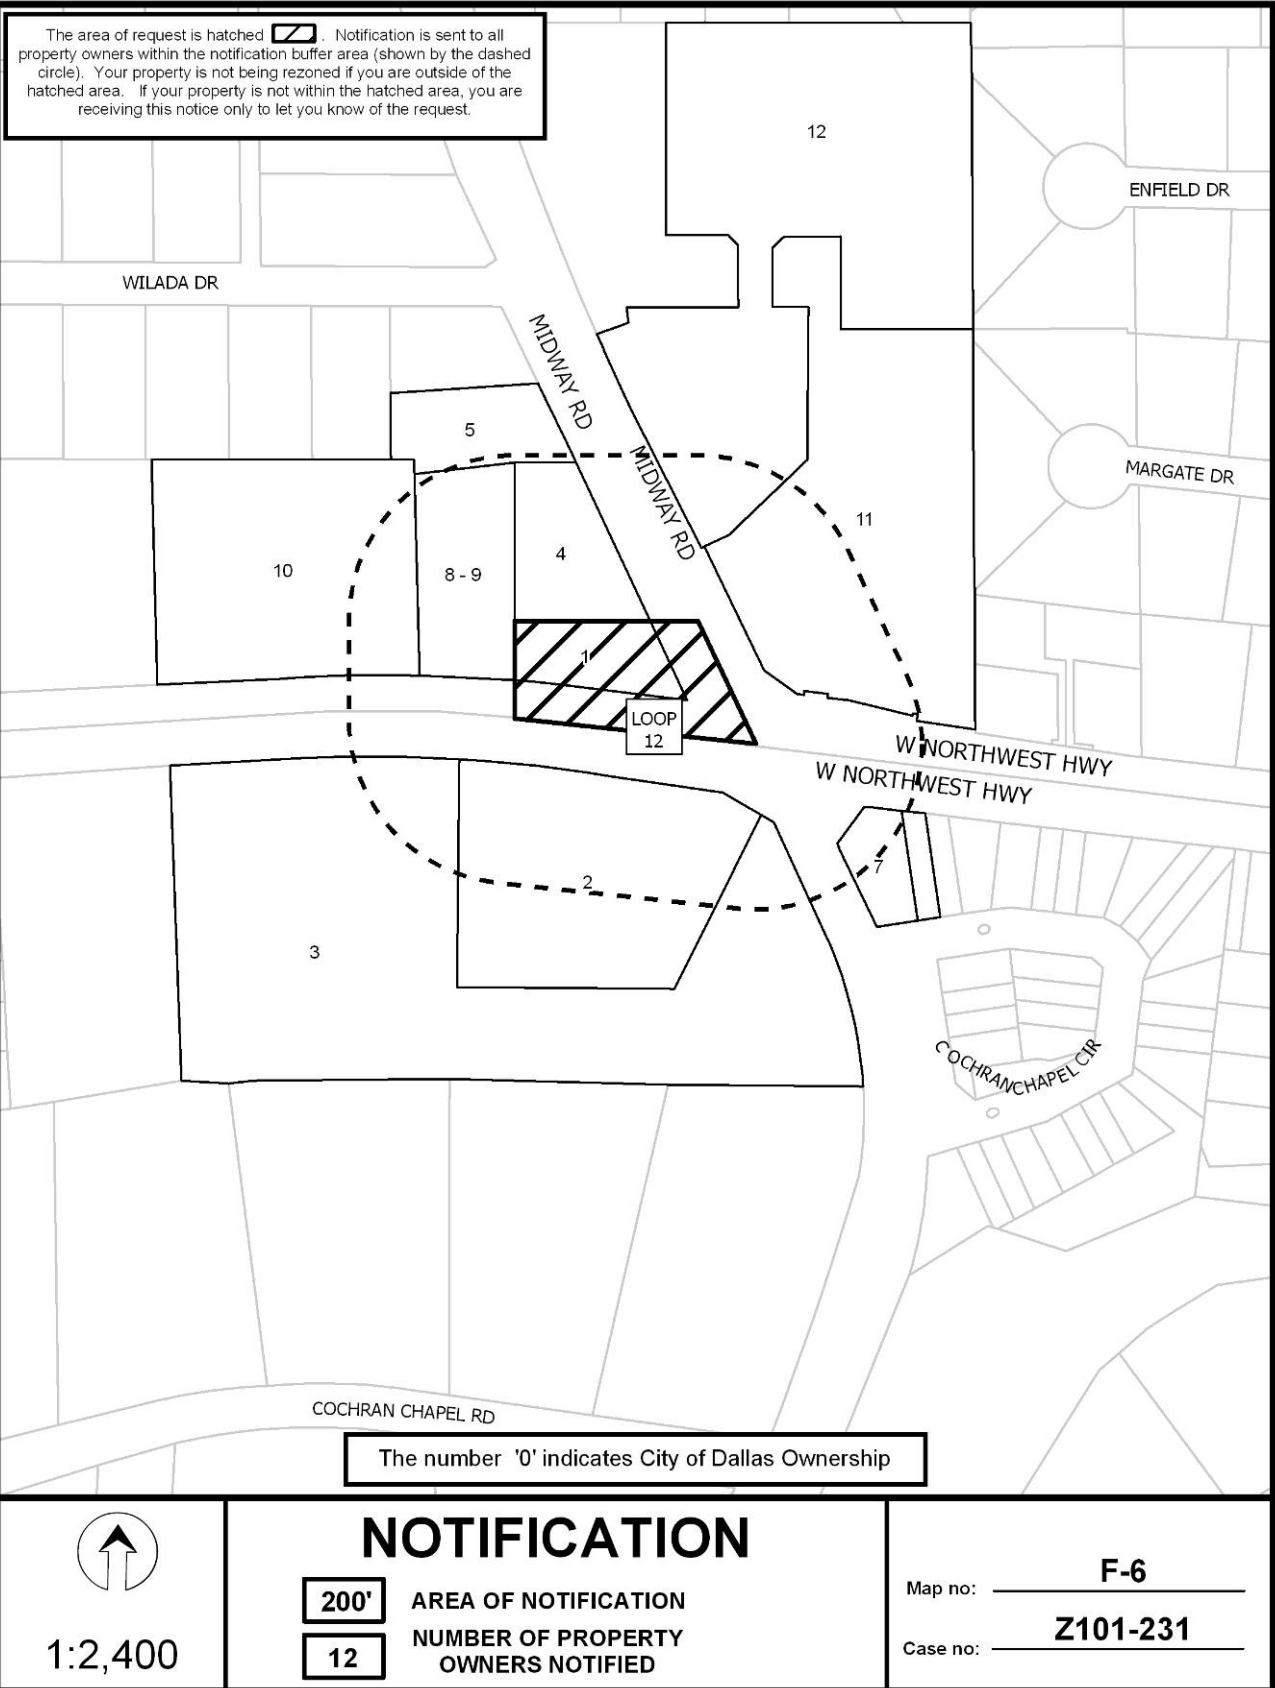 The area of request is hatched . Notification is sent to all
property owners within the notification buffer area (shown by the dashed
circle). Your property is not being rezoned if you are outside of the
hatched area. If your property is not within the hatched area, you are
receiving this notice only to let you know of the request.
12
ENFIELD DR
WILADA DR
MIDWAY RD
5
MIDWAY RD
MARGATE DR
11
4
10
8 - 9
1
LOOP
12
W NORTHWEST HWY
W NORTHWEST HWY
7
2
3
COCHRANCHAPEL CIR
COCHRAN CHAPEL RD
The number '0' indicates City of Dallas Ownership
NOTIFICATION
200' AREA OF NOTIFICATION
12 NUMBER OF PROPERTY
OWNERS NOTIFIED
1:2,400
Map no: F-6
Case no: Z101-231